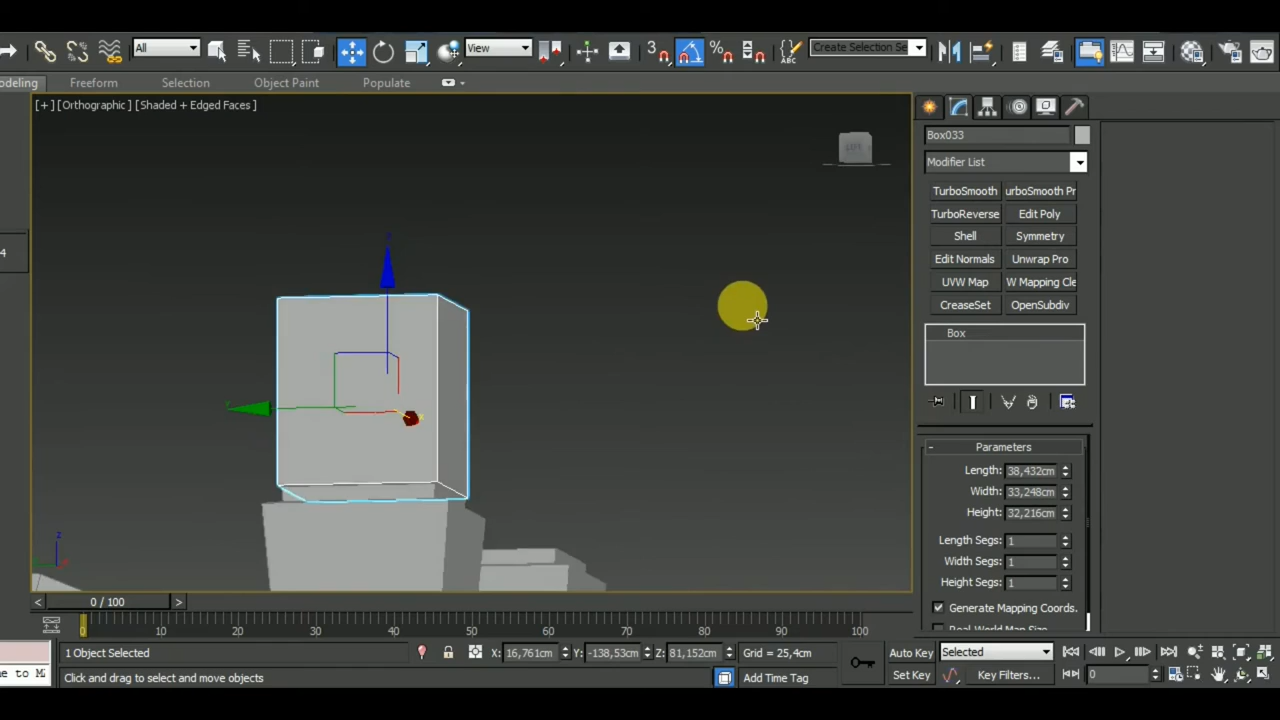 All
View
3
%
ABC
Create Selection Se
odeling
Freeform
Selection
Object Paint
Populate
[+] [Orthographic] [Shaded + Edged Faces]
Box033
Modifier List
TurboSmooth
urboSmooth Pr
TurboReverse
Edit Poly
Shell
Symmetry
Edit Normals
Unwrap Pro
UVW Map
W Mapping Cle
CreaseSet
OpenSubdiv
Box
4
- Parameters
Length: 38,432cm
Width: 33,248cm
Height: 32,216cm
Length Segs: 1
Width Segs: 1
Height Segs: 1
Generate Mapping Coords.
Real-World Map Size
z
x
z
< 0 / 100 >
0 10 20 30 40 50 60 70 80 90 100
1 Object Selected
X: 16,761cm Y: -138,53cm Z: 81,152cm
Grid = 25,4cm
Auto Key
Selected
me to M
Click and drag to select and move objects
Add Time Tag
Set Key
Key Filters...
0